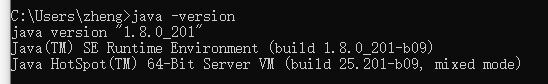 C:\Users\zheng>java -version
java version "1.8.0_201"
Java(TM) SE Runtime Environment (build 1.8.0_201-b09)
Java HotSpot(TM) 64-Bit Server VM (build 25.201-b09, mixed mode)